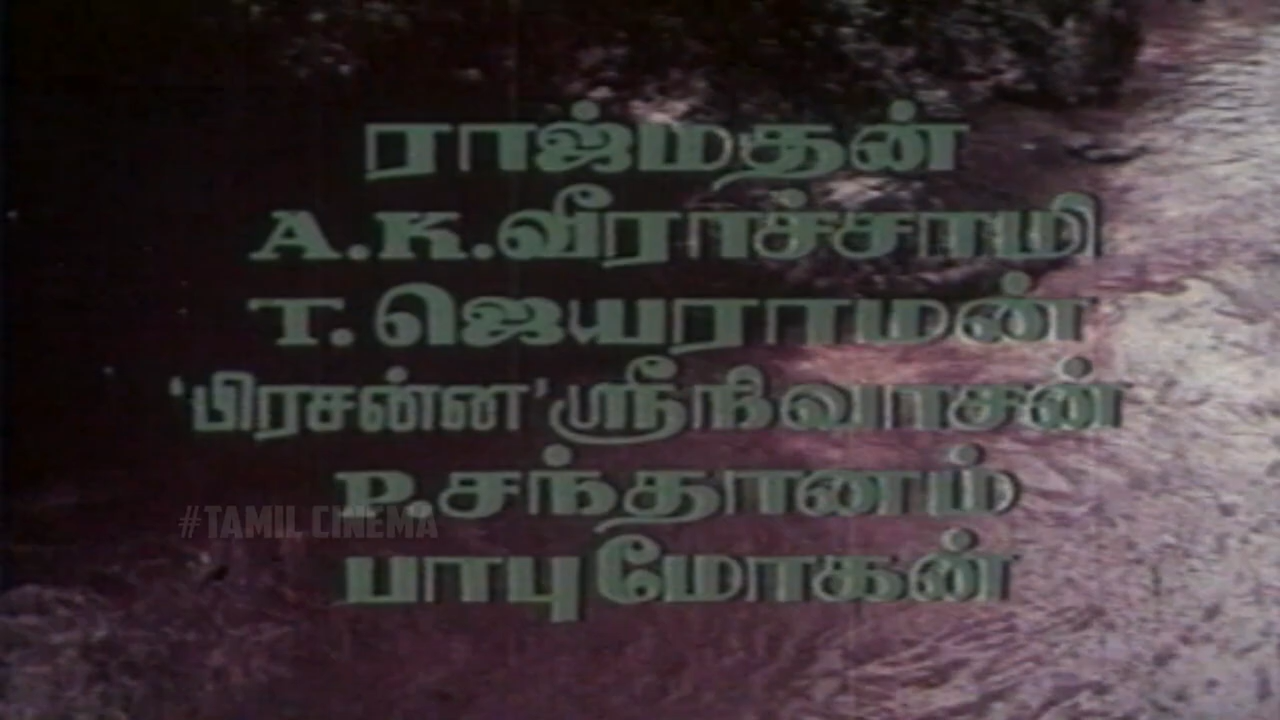 ராஜ்மதன்
A.K.வீராச்சாமி
T. ஜெயராமன்
'பிரசன்ன' ஸ்ரீநிவாசன்
P.சந்தானம்
#TAMIL CINEMA
பாபுமோகன்